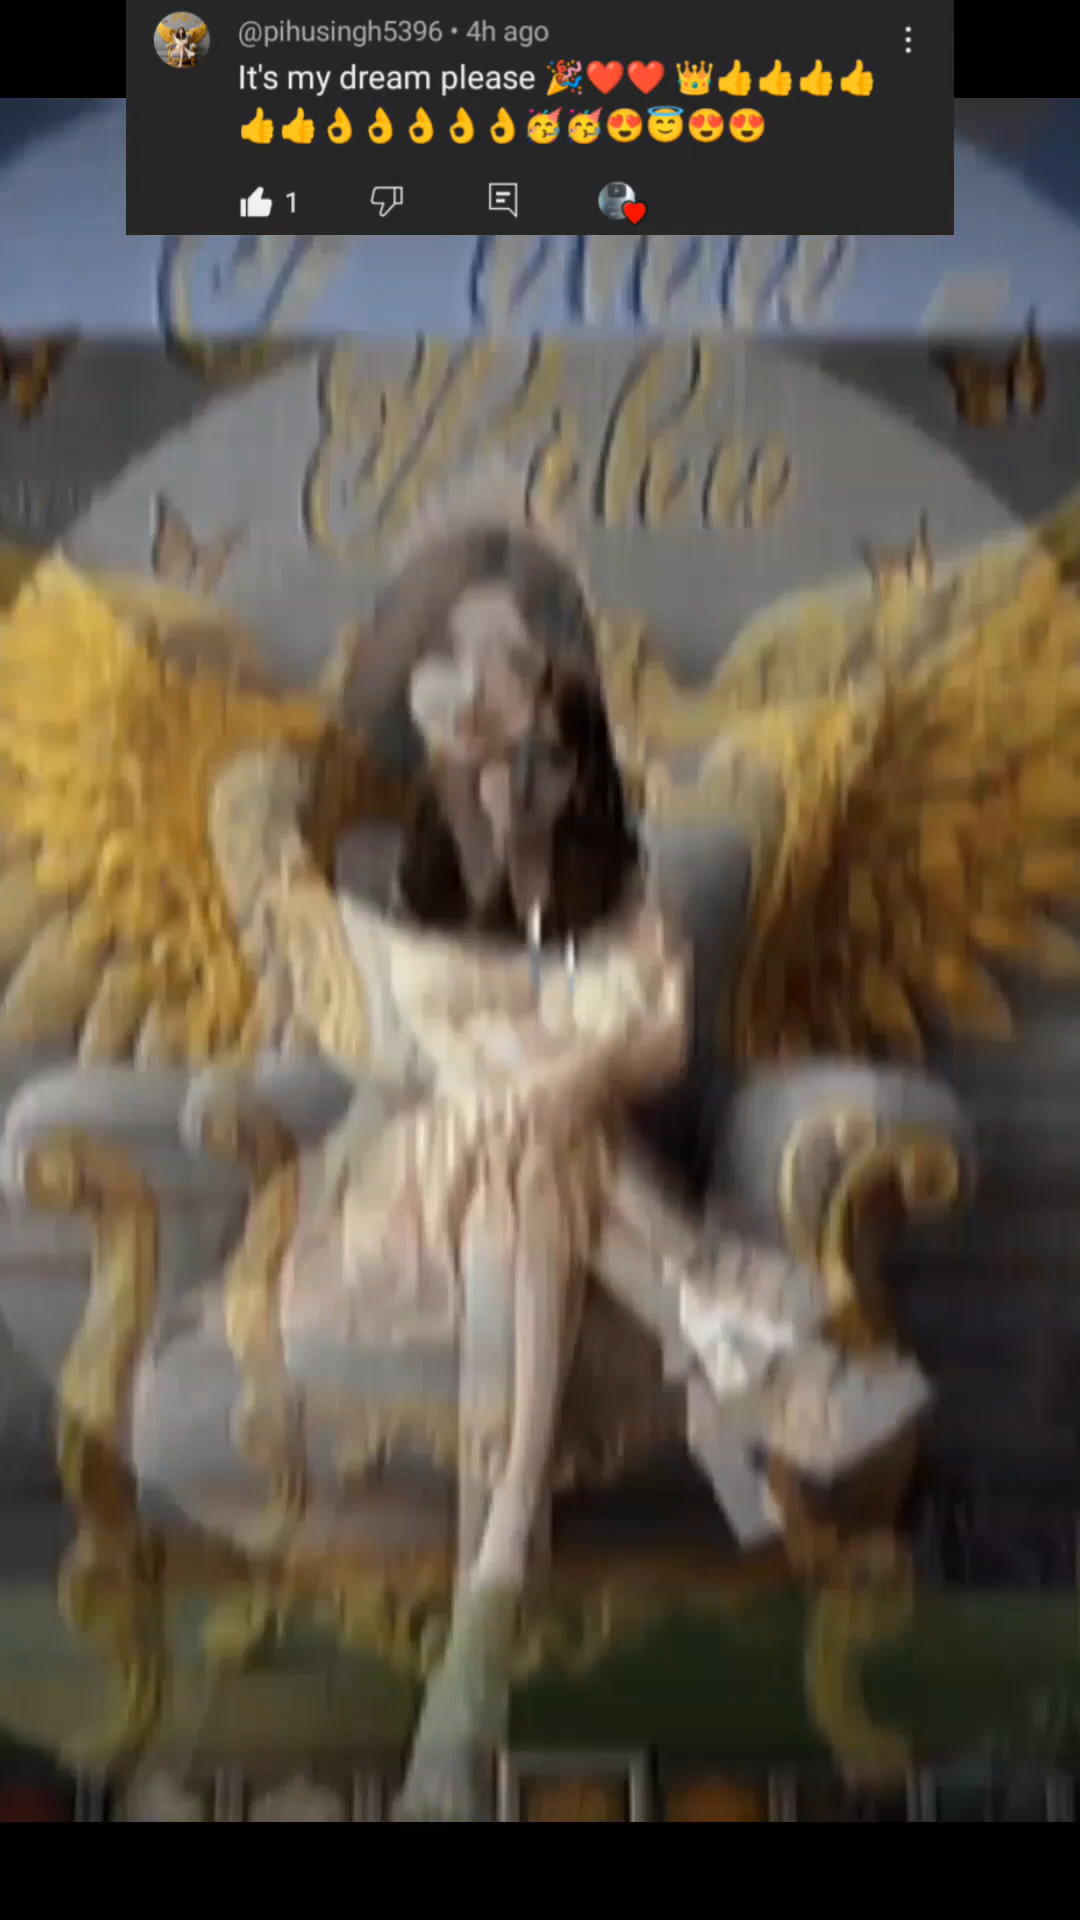 @pihusingh5396 • 4h ago
It's my dream please 🎉❤️❤️ 👑👍👍👍👍
👍👍👌👌👌👌👌🥳🥳😍😇😍😍
1